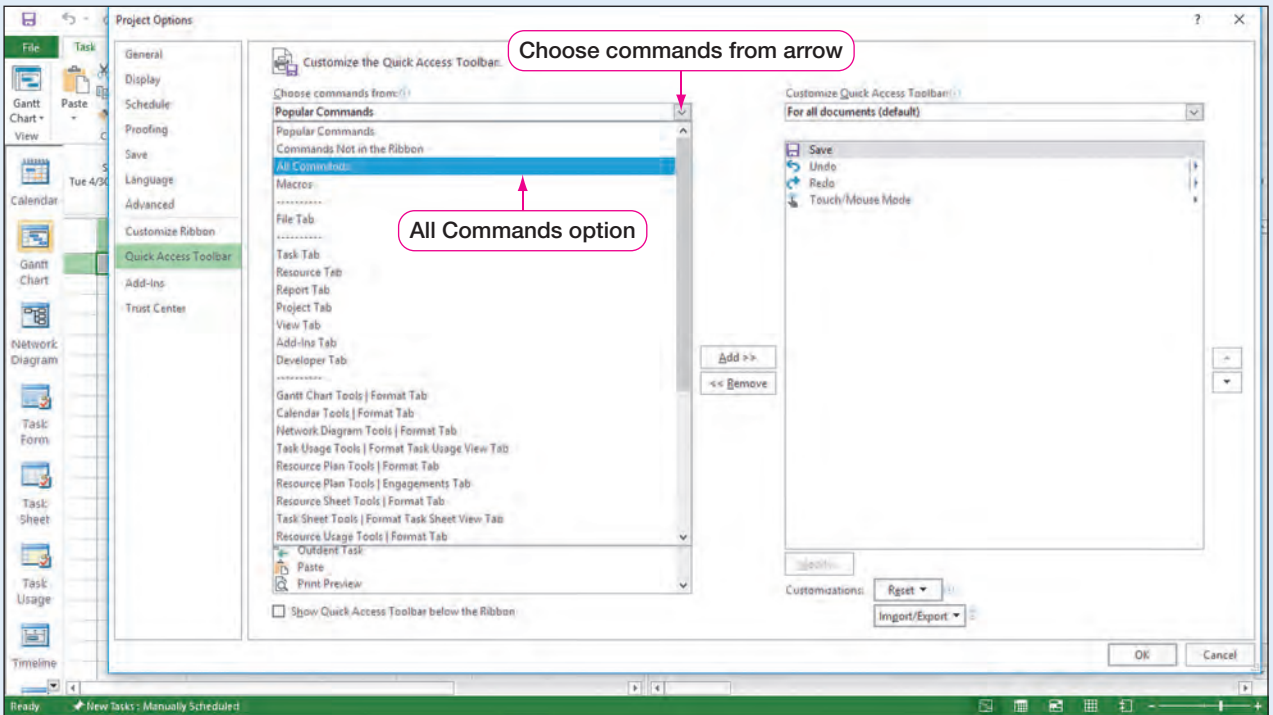 Project Options
?
File
Task
Gantt
Chart
View
Paste
Tue 4/30
Calendar
Gantt
Chart
Network
Diagram
Task
Form
Task
Sheet
Task
Usage
Timeline
General
Display
Schedule
Proofing
Save
Language
Advanced
Customize Ribbon
Quick Access Toolbar
Add-Ins
Trust Center
Customize the Quick Access Toolbar.
Choose commands from arrow
Choose commands from:
Popular Commands
Popular Commands
Commands Not in the Ribbon
All Commands
Macros
----------
File Tab
----------
Task Tab
Resource Tab
Report Tab
Project Tab
View Tab
Add-Ins Tab
Developer Tab
----------
Gantt Chart Tools | Format Tab
Calendar Tools | Format Tab
Network Diagram Tools | Format Tab
Task Usage Tools | Format Task Usage View Tab
Resource Plan Tools | Format Tab
Resource Plan Tools | Engagements Tab
Resource Sheet Tools | Format Tab
Task Sheet Tools | Format Task Sheet View Tab
Resource Usage Tools | Format Tab
Outdent Task
Paste
Print Preview
All Commands option
Show Quick Access Toolbar below the Ribbon
Add >>
<< Remove
Customize Quick Access Toolbar:
For all documents (default)
Save
Undo
Redo
Touch/Mouse Mode
Modify...
Customizations:
Reset
Import/Export
OK
Cancel
Ready
New Tasks : Manually Scheduled